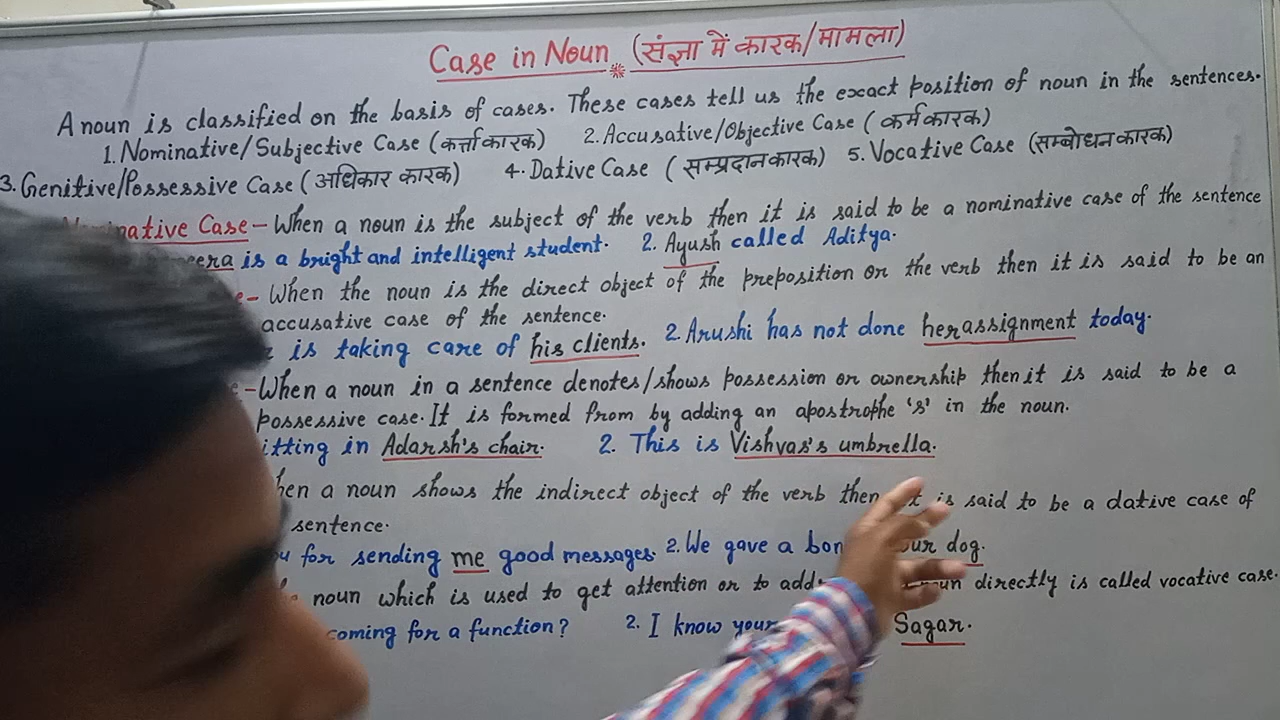 Case in Noun (संज्ञा में कारक/मामला)
A noun is classified on the basis of cases. These cases tell us the exact position of noun in the sentences.
1. Nominative/Subjective Case (कर्त्ता कारक) 2. Accusative/Objective Case (कर्म कारक)
3. Genitive/Possessive Case (अधिकार कारक) 4. Dative Case (सम्प्रदान कारक) 5. Vocative Case (सम्बोधन कारक)
Case – When a noun is the subject of the verb then it is said to be a nominative case of the sentence
is a bright and intelligent student. 2. Ayush called Aditya.
– When the noun is the direct object of the preposition or the verb then it is said to be an
accusative case of the sentence.
is taking care of his clients. 2. Arushi has not done her assignment today.
– When a noun in a sentence denotes/shows possession or ownership then it is said to be a
possessive case. It is formed from by adding an apostrophe 's' in the noun.
in Adarsh's chair. 2. This is Vishvas's umbrella.
a noun shows the indirect object of the verb then it is said to be a dative case of
sentence.
for sending me good messages. 2. We gave a dog.
noun which is used to get attention or to directly is called vocative case.
coming for a function? 2. I know Sagar.